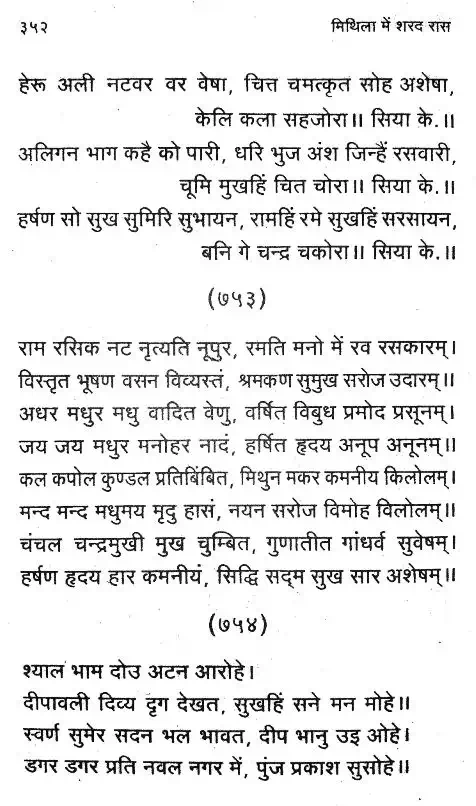 ३५२
मिथिला में शरद रास
हेरू अली नटवर वर वेषा, चित्त चमत्कृत सोह अशेषा,
केलि कला सहजोरा॥ सिया के.॥
अलिगन भाग कहै को पारी, धरि भुज अंश जिन्हैं रसवारी,
चूमि मुखहिं चित चोरा॥ सिया के.॥
हर्षण सो सुख सुमिरि सुभायन, रामहिं रमे सुखहिं सरसायन,
बनि गे चन्द्र चकोरा॥ सिया के.॥
(७५३)
राम रसिक नट नृत्यति नूपुर, रमति मनो में रव रसकारम्।
विस्तृत भूषण वसन विव्यस्तं, श्रमकण सुमुख सरोज उदारम्॥
अधर मधुर मधु वादित वेणु, वर्षित विबुध प्रमोद प्रसूनम्।
जय जय मधुर मनोहर नादं, हर्षित हृदय अनूप अनूनम्॥
कल कपोल कुण्डल प्रतिबिंबित, मिथुन मकर कमनीय किलोलम्।
मन्द मन्द मधुमय मृदु हासं, नयन सरोज विमोह विलोलम्॥
चंचल चन्द्रमुखी मुख चुम्बित, गुणातीत गांधर्व सुवेषम्।
हर्षण हृदय हार कमनीयं, सिद्धि सद्म सुख सार अशेषम्॥
(७५४)
श्याल भाम दोउ अटन आरोहे।
दीपावली दिव्य दृग देखत, सुखहिं सने मन मोहे॥
स्वर्ण सुमेर सदन भल भावत, दीप भानु उइ ओहे।
डगर डगर प्रति नवल नगर में, पुंज प्रकाश सुसोहे॥